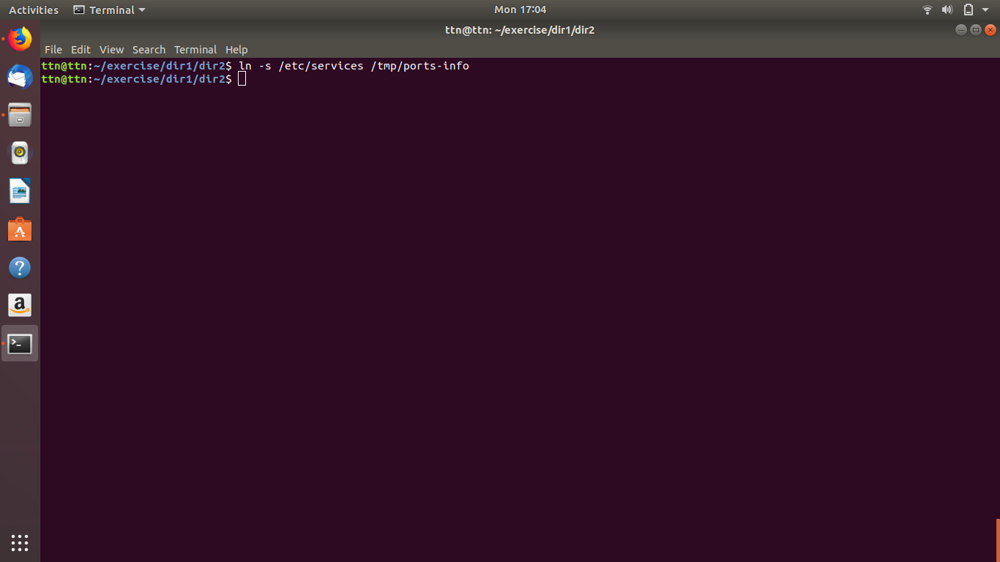 Activities Terminal Mon 17:04
ttn@ttn: ~/exercise/dir1/dir2
File Edit View Search Terminal Help
ttn@ttn:~/exercise/dir1/dir2$ ln -s /etc/services /tmp/ports-info
ttn@ttn:~/exercise/dir1/dir2$